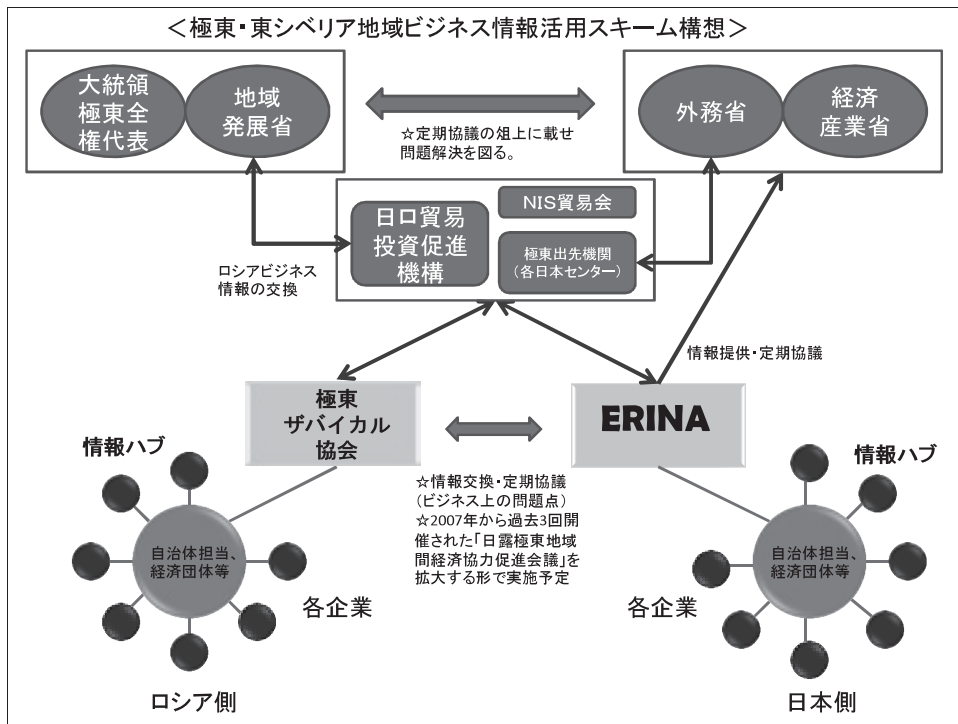 ＜極東・東シベリア地域ビジネス情報活用スキーム構想＞
大統領
極東全
権代表
地域
発展省
☆定期協議の俎上に載せ
問題解決を図る。
外務省
経済
産業省
日ロ貿易
投資促進
機構
NIS貿易会
極東出先機関
（各日本センター）
ロシアビジネス
情報の交換
情報提供・定期協議
極東
ザバイカル
協会
ERINA
☆情報交換・定期協議
（ビジネス上の問題点）
☆2007年から過去3回開
催された「日露極東地域
間経済協力促進会議」を
拡大する形で実施予定
情報ハブ
自治体担当、
経済団体等
各企業
ロシア側
情報ハブ
自治体担当、
経済団体等
各企業
日本側